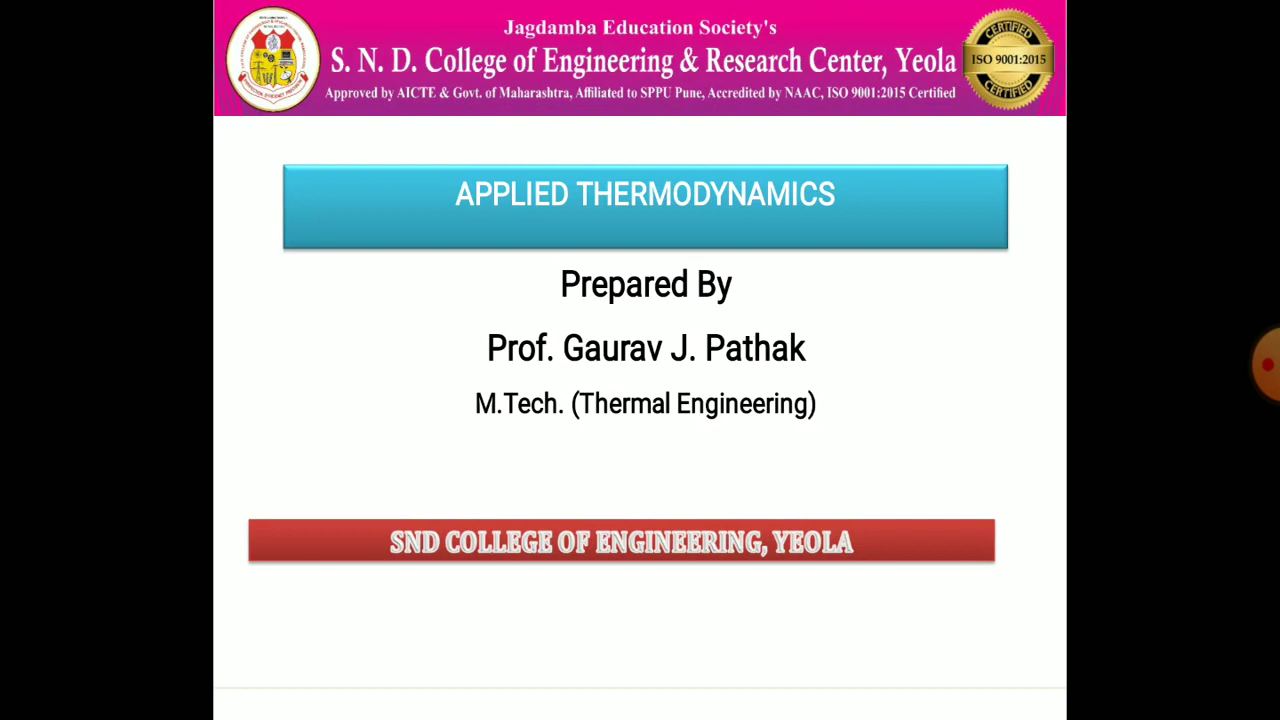 Jagdamba Education Society's
S. N. D. College of Engineering & Research Center, Yeola
Approved by AICTE & Govt. of Maharashtra, Affiliated to SPPU Pune, Accredited by NAAC, ISO 9001:2015 Certified
CERTIFIED
ISO 9001:2015
CERTIFIED
APPLIED THERMODYNAMICS
Prepared By
Prof. Gaurav J. Pathak
M.Tech. (Thermal Engineering)
SND COLLEGE OF ENGINEERING, YEOLA